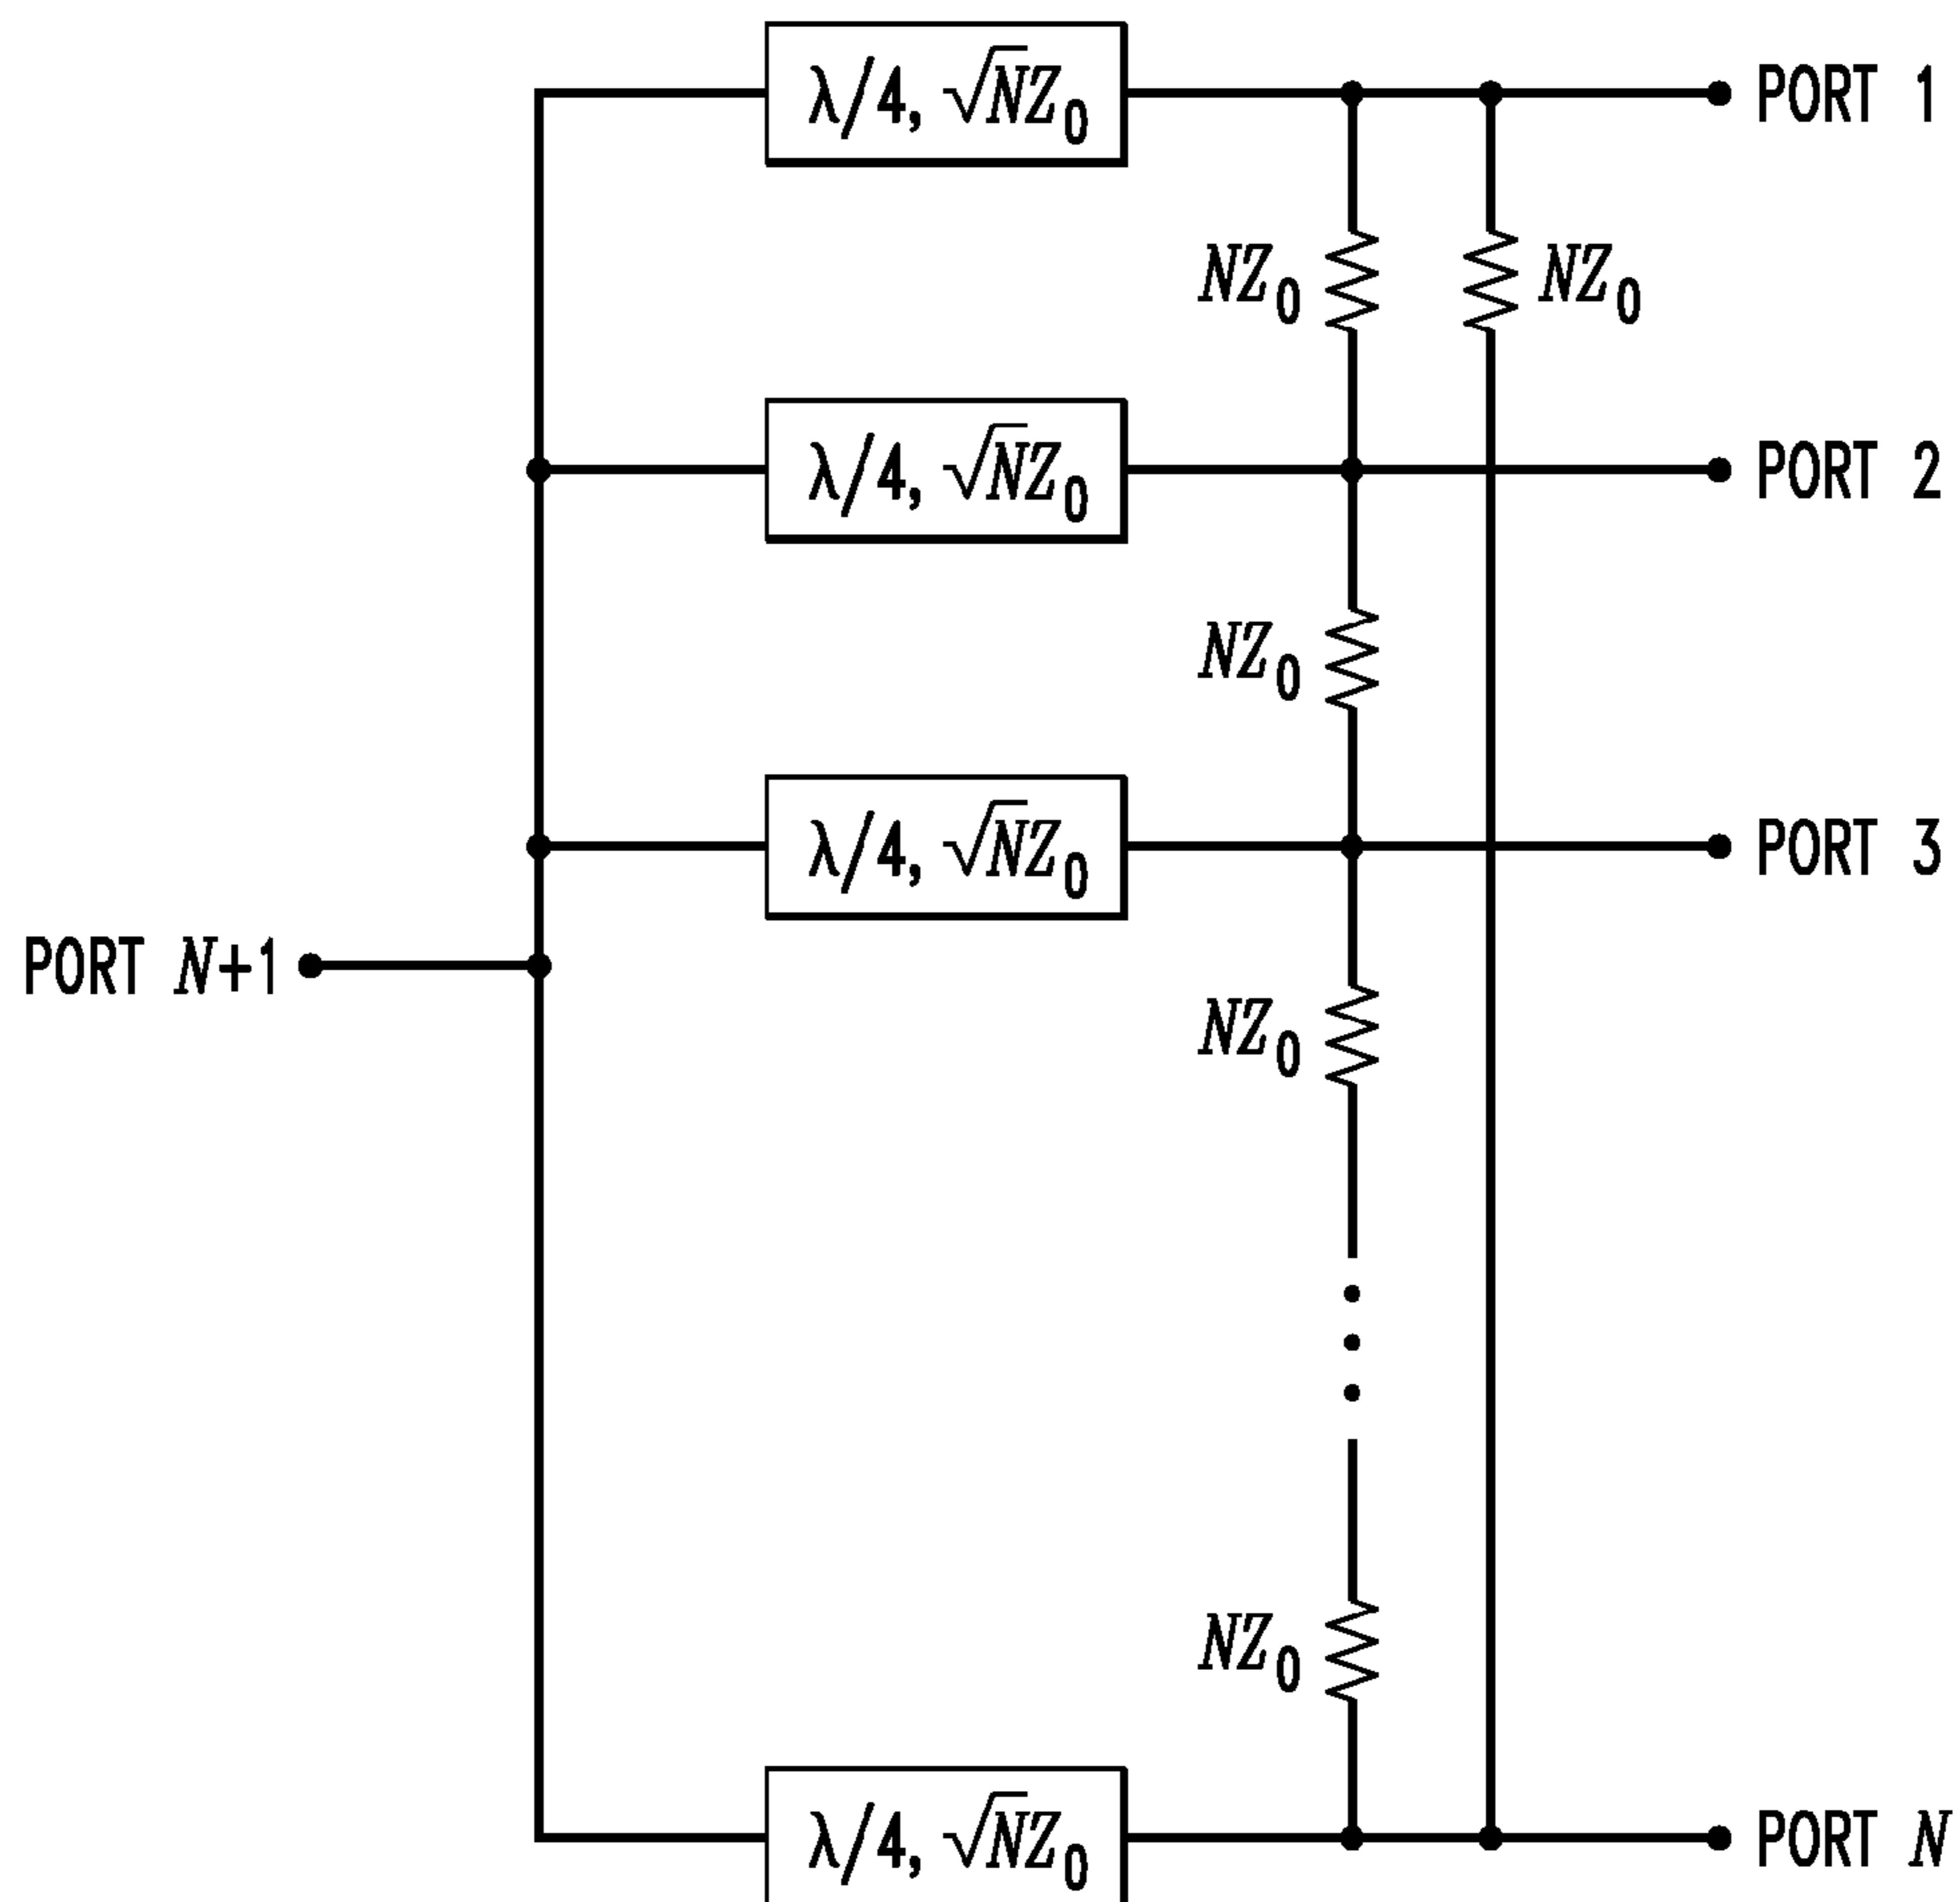 λ/4, √NZ0
PORT 1
NZ0
NZ0
λ/4, √NZ0
PORT 2
NZ0
λ/4, √NZ0
PORT 3
PORT N+1
NZ0
NZ0
λ/4, √NZ0
PORT N